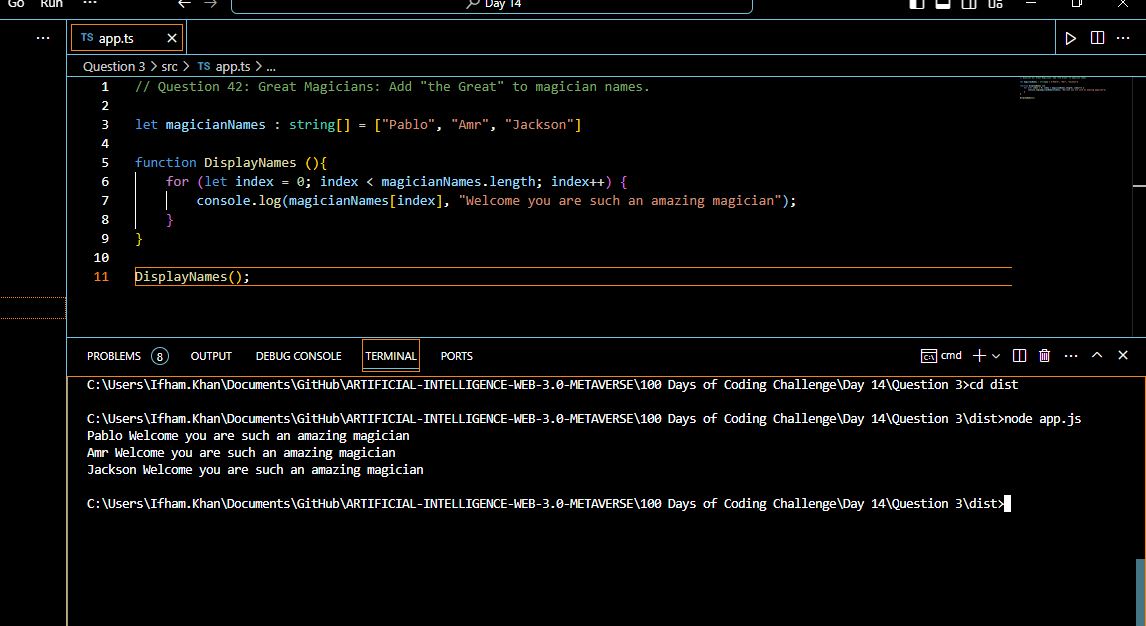 Go Run ... Day 14
TS app.ts
Question 3 > src > TS app.ts > ...
1 // Question 42: Great Magicians: Add "the Great" to magician names.
2
3 let magicianNames : string[] = ["Pablo", "Amr", "Jackson"]
4
5 function DisplayNames (){
6 for (let index = 0; index < magicianNames.length; index++) {
7 console.log(magicianNames[index], "Welcome you are such an amazing magician");
8 }
9 }
10
11 DisplayNames();
PROBLEMS 8 OUTPUT DEBUG CONSOLE TERMINAL PORTS cmd
C:\Users\Ifham.Khan\Documents\GitHub\ARTIFICIAL-INTELLIGENCE-WEB-3.0-METAVERSE\100 Days of Coding Challenge\Day 14\Question 3>cd dist
C:\Users\Ifham.Khan\Documents\GitHub\ARTIFICIAL-INTELLIGENCE-WEB-3.0-METAVERSE\100 Days of Coding Challenge\Day 14\Question 3\dist>node app.js
Pablo Welcome you are such an amazing magician
Amr Welcome you are such an amazing magician
Jackson Welcome you are such an amazing magician
C:\Users\Ifham.Khan\Documents\GitHub\ARTIFICIAL-INTELLIGENCE-WEB-3.0-METAVERSE\100 Days of Coding Challenge\Day 14\Question 3\dist>